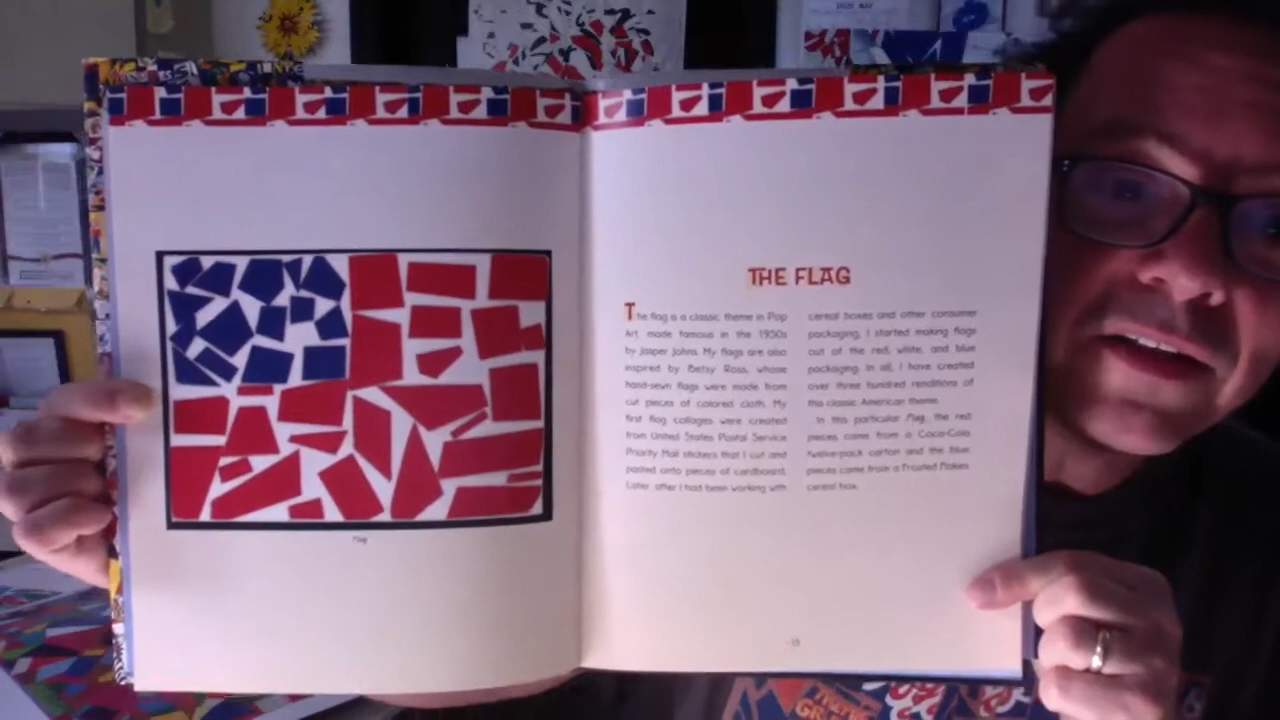 2020 MAY
THE FLAG
The flag is a classic theme in Pop
Art, made famous in the 1950s
by Jasper Johns. My flags are also
inspired by Betsy Ross, whose
hand-sewn flags were made from
cut pieces of colored cloth. My
first flag collages were created
from United States Postal Service
Priority Mail stickers that I cut and
pasted onto pieces of cardboard.
Later, after I had been working with
cereal boxes and other consumer
packaging, I started making flags
out of the red, white, and blue
packaging. In all, I have created
over three hundred renditions of
this classic American theme.
In this particular Flag, the red
pieces come from a Coca-Cola
twelve-pack carton and the blue
pieces come from a Frosted Flakes
cereal box.
Flag